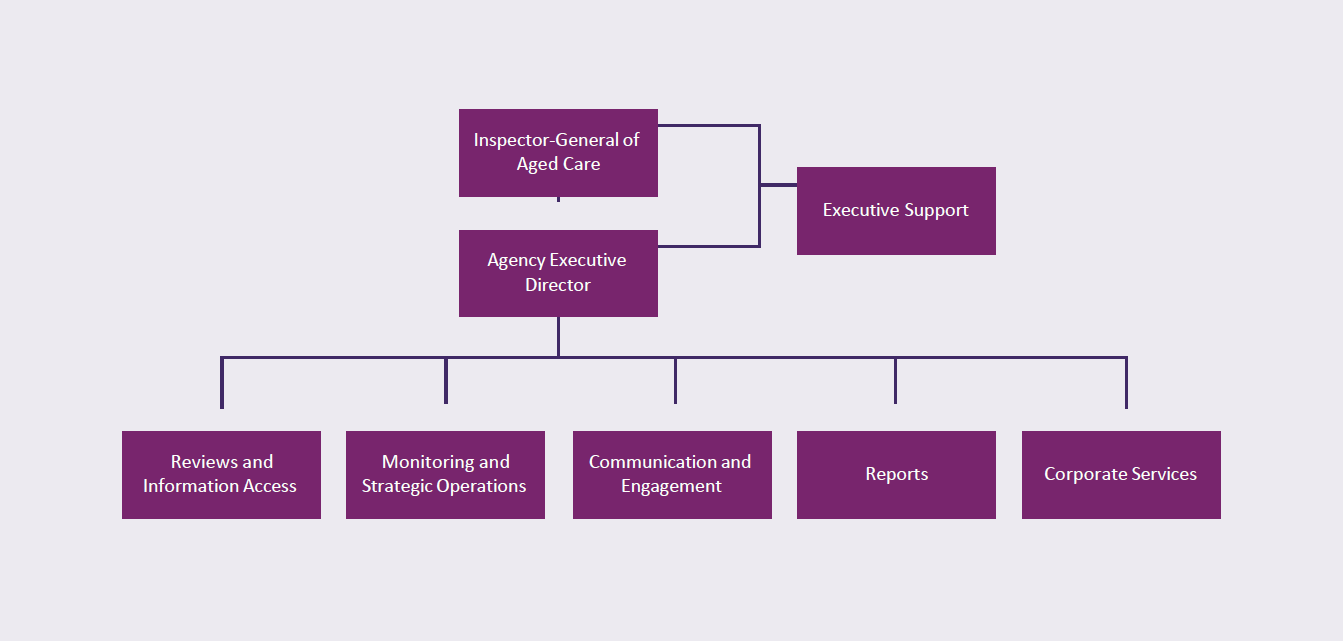 Inspector-General of
Aged Care
Executive Support
Agency Executive
Director
Reviews and
Information Access
Monitoring and
Strategic Operations
Communication and
Engagement
Reports
Corporate Services